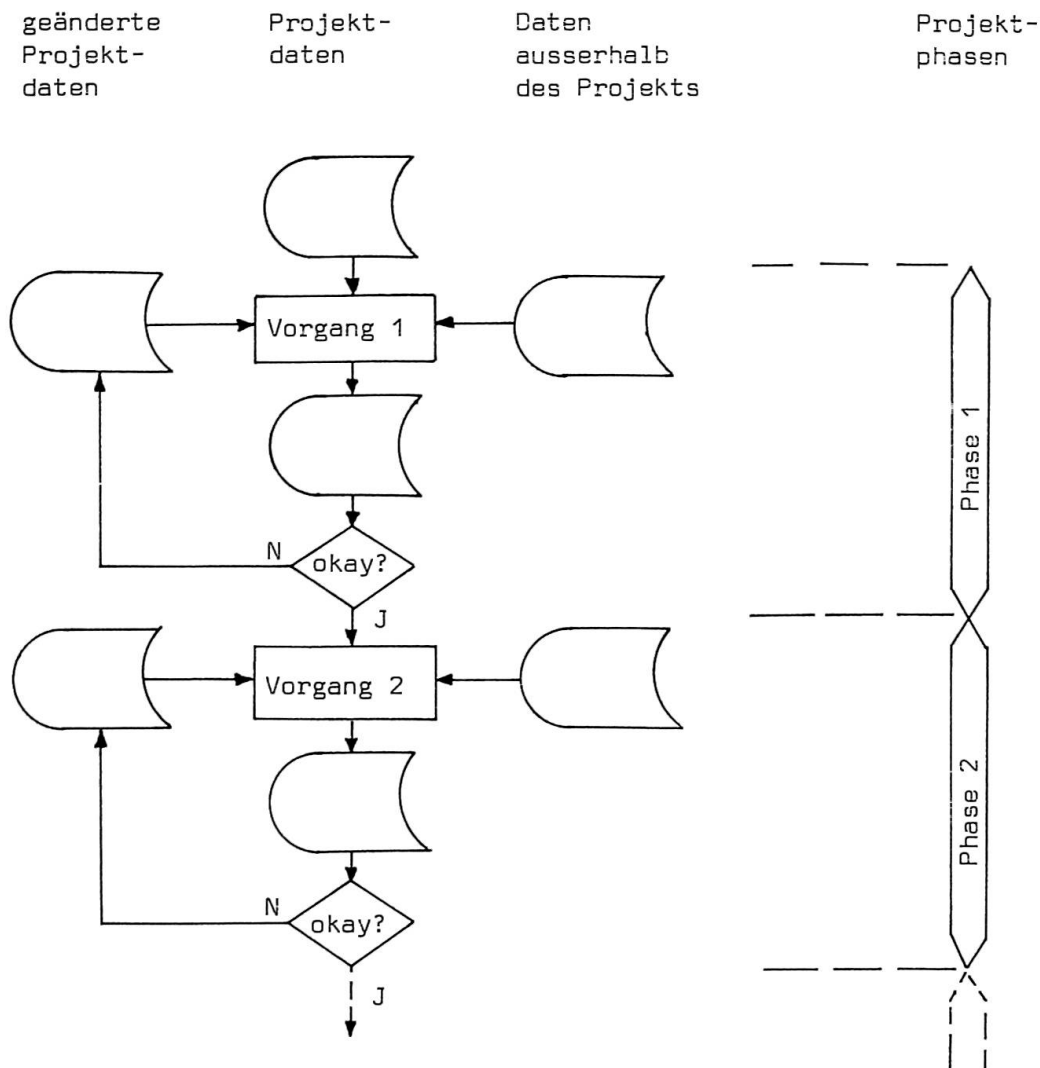 geänderte
Projekt-
daten
Projekt-
daten
Daten
ausserhalb
des Projekts
Projekt-
phasen
Vorgang 1
Phase 1
N
okay?
J
Vorgang 2
Phase 2
N
okay?
J